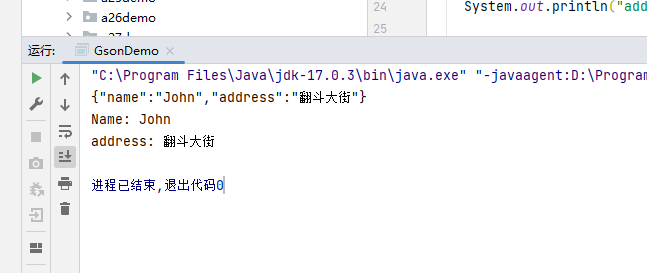 a26demo
24
System.out.println("add
25
运行:
GsonDemo
"C:\Program Files\Java\jdk-17.0.3\bin\java.exe" "-javaagent:D:\Program
{"name":"John","address":"翻斗大街"}
Name: John
address: 翻斗大街
进程已结束,退出代码0